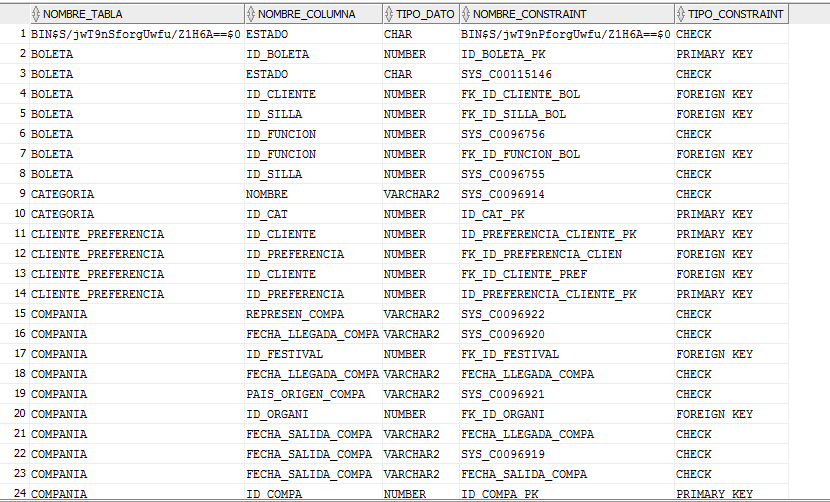 NOMBRE_TABLA NOMBRE_COLUMNA TIPO_DATO NOMBRE_CONSTRAINT TIPO_CONSTRAINT
1 BIN$S/jwT9nSforgUwfu/Z1H6A==$0 ESTADO CHAR BIN$S/jwT9nPforgUwfu/Z1H6A==$0 CHECK
2 BOLETA ID_BOLETA NUMBER ID_BOLETA_PK PRIMARY KEY
3 BOLETA ESTADO CHAR SYS_C00115146 CHECK
4 BOLETA ID_CLIENTE NUMBER FK_ID_CLIENTE_BOL FOREIGN KEY
5 BOLETA ID_SILLA NUMBER FK_ID_SILLA_BOL FOREIGN KEY
6 BOLETA ID_FUNCION NUMBER SYS_C0096756 CHECK
7 BOLETA ID_FUNCION NUMBER FK_ID_FUNCION_BOL FOREIGN KEY
8 BOLETA ID_SILLA NUMBER SYS_C0096755 CHECK
9 CATEGORIA NOMBRE VARCHAR2 SYS_C0096914 CHECK
10 CATEGORIA ID_CAT NUMBER ID_CAT_PK PRIMARY KEY
11 CLIENTE_PREFERENCIA ID_CLIENTE NUMBER ID_PREFERENCIA_CLIENTE_PK PRIMARY KEY
12 CLIENTE_PREFERENCIA ID_PREFERENCIA NUMBER FK_ID_PREFERENCIA_CLIEN FOREIGN KEY
13 CLIENTE_PREFERENCIA ID_CLIENTE NUMBER FK_ID_CLIENTE_PREF FOREIGN KEY
14 CLIENTE_PREFERENCIA ID_PREFERENCIA NUMBER ID_PREFERENCIA_CLIENTE_PK PRIMARY KEY
15 COMPANIA REPRESEN_COMPA VARCHAR2 SYS_C0096922 CHECK
16 COMPANIA FECHA_LLEGADA_COMPA VARCHAR2 SYS_C0096920 CHECK
17 COMPANIA ID_FESTIVAL NUMBER FK_ID_FESTIVAL FOREIGN KEY
18 COMPANIA FECHA_LLEGADA_COMPA VARCHAR2 FECHA_LLEGADA_COMPA CHECK
19 COMPANIA PAIS_ORIGEN_COMPA VARCHAR2 SYS_C0096921 CHECK
20 COMPANIA ID_ORGANI NUMBER FK_ID_ORGANI FOREIGN KEY
21 COMPANIA FECHA_SALIDA_COMPA VARCHAR2 FECHA_LLEGADA_COMPA CHECK
22 COMPANIA FECHA_SALIDA_COMPA VARCHAR2 SYS_C0096919 CHECK
23 COMPANIA FECHA_SALIDA_COMPA VARCHAR2 FECHA_SALIDA_COMPA CHECK
24 COMPANIA ID_COMPA NUMBER ID_COMPA_PK PRIMARY KEY